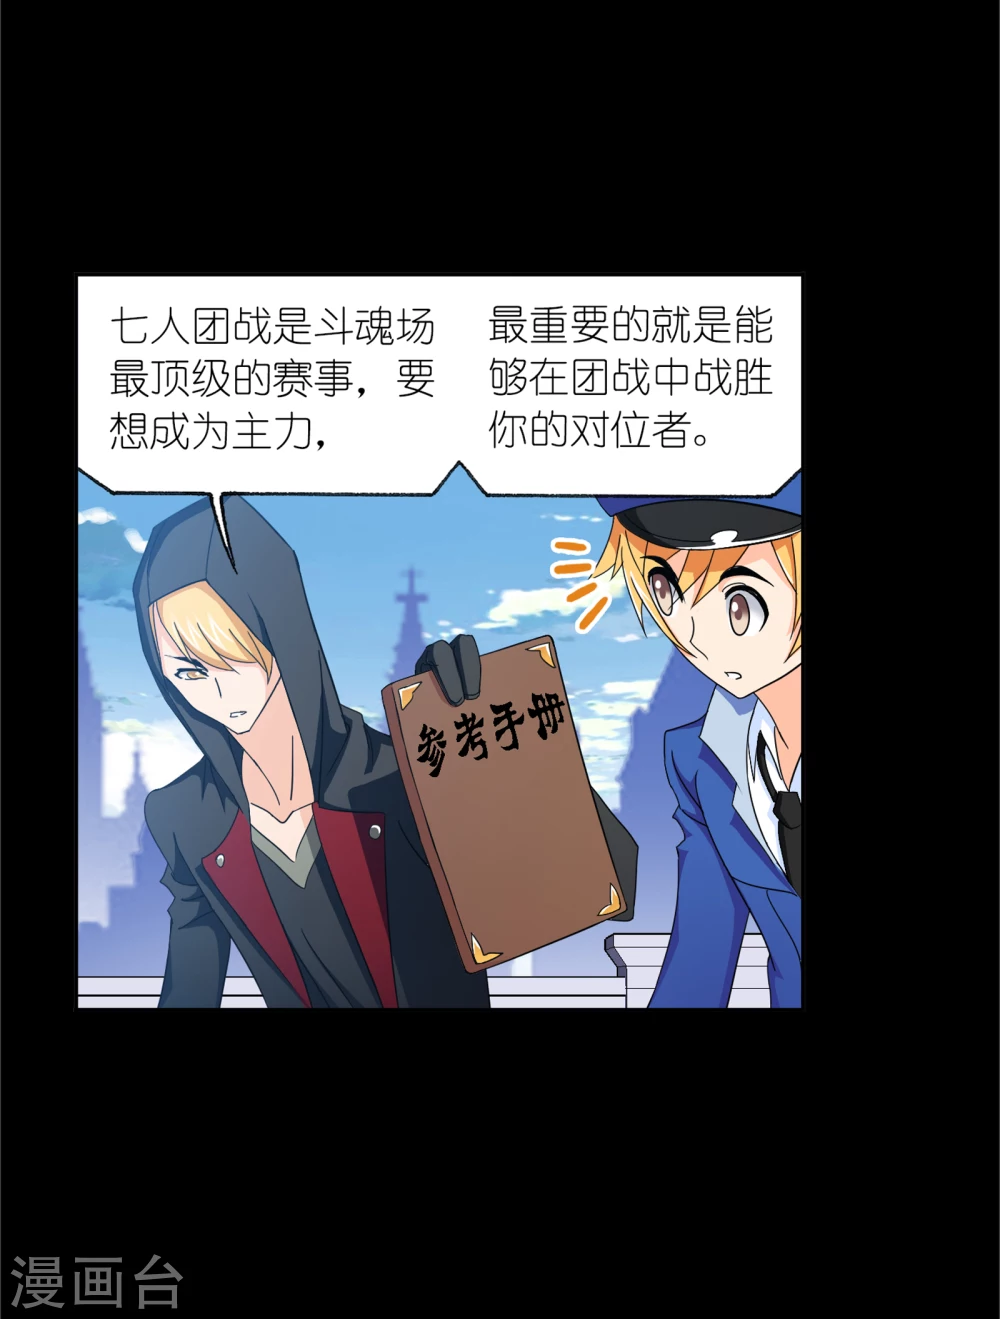 七人团战是斗魂场
最顶级的赛事，要
想成为主力，
最重要的就是能
够在团战中战胜
你的对位者。
参考手册
漫画台